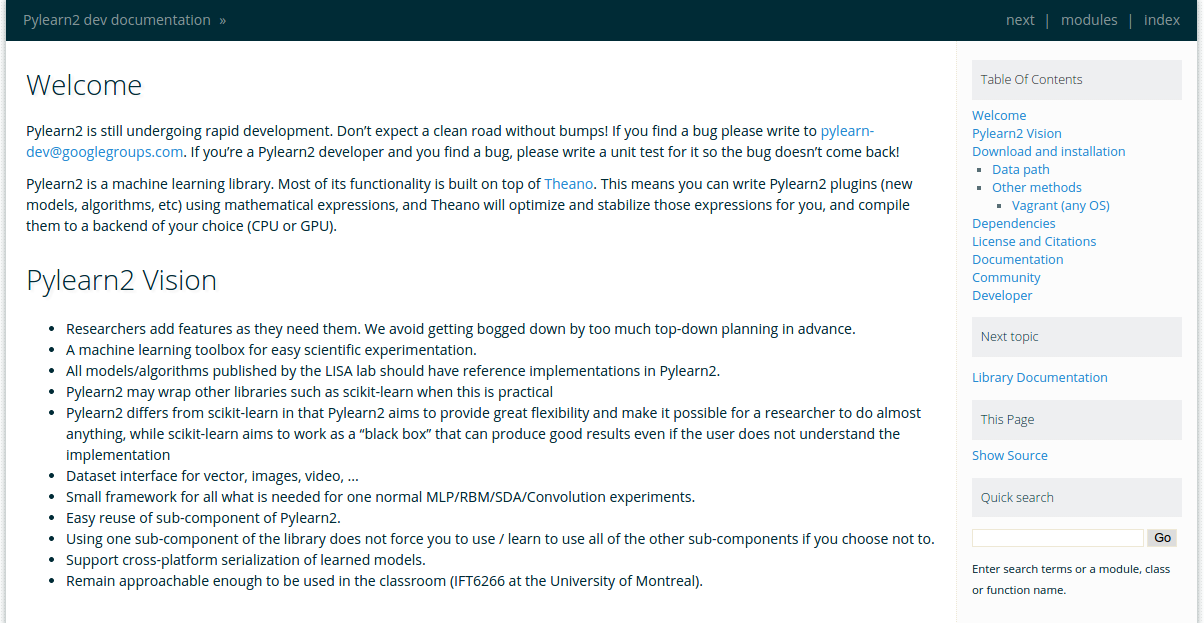 Pylearn2 dev documentation »
next | modules | index
Welcome
Pylearn2 is still undergoing rapid development. Don’t expect a clean road without bumps! If you find a bug please write to pylearn-
dev@googlegroups.com. If you’re a Pylearn2 developer and you find a bug, please write a unit test for it so the bug doesn’t come back!
Pylearn2 is a machine learning library. Most of its functionality is built on top of Theano. This means you can write Pylearn2 plugins (new
models, algorithms, etc) using mathematical expressions, and Theano will optimize and stabilize those expressions for you, and compile
them to a backend of your choice (CPU or GPU).
Pylearn2 Vision
• Researchers add features as they need them. We avoid getting bogged down by too much top-down planning in advance.
• A machine learning toolbox for easy scientific experimentation.
• All models/algorithms published by the LISA lab should have reference implementations in Pylearn2.
• Pylearn2 may wrap other libraries such as scikit-learn when this is practical
• Pylearn2 differs from scikit-learn in that Pylearn2 aims to provide great flexibility and make it possible for a researcher to do almost
anything, while scikit-learn aims to work as a “black box” that can produce good results even if the user does not understand the
implementation
• Dataset interface for vector, images, video, ...
• Small framework for all what is needed for one normal MLP/RBM/SDA/Convolution experiments.
• Easy reuse of sub-component of Pylearn2.
• Using one sub-component of the library does not force you to use / learn to use all of the other sub-components if you choose not to.
• Support cross-platform serialization of learned models.
• Remain approachable enough to be used in the classroom (IFT6266 at the University of Montreal).
Table Of Contents
Welcome
Pylearn2 Vision
Download and installation
▪ Data path
▪ Other methods
▪ Vagrant (any OS)
Dependencies
License and Citations
Documentation
Community
Developer
Next topic
Library Documentation
This Page
Show Source
Quick search
Go
Enter search terms or a module, class
or function name.